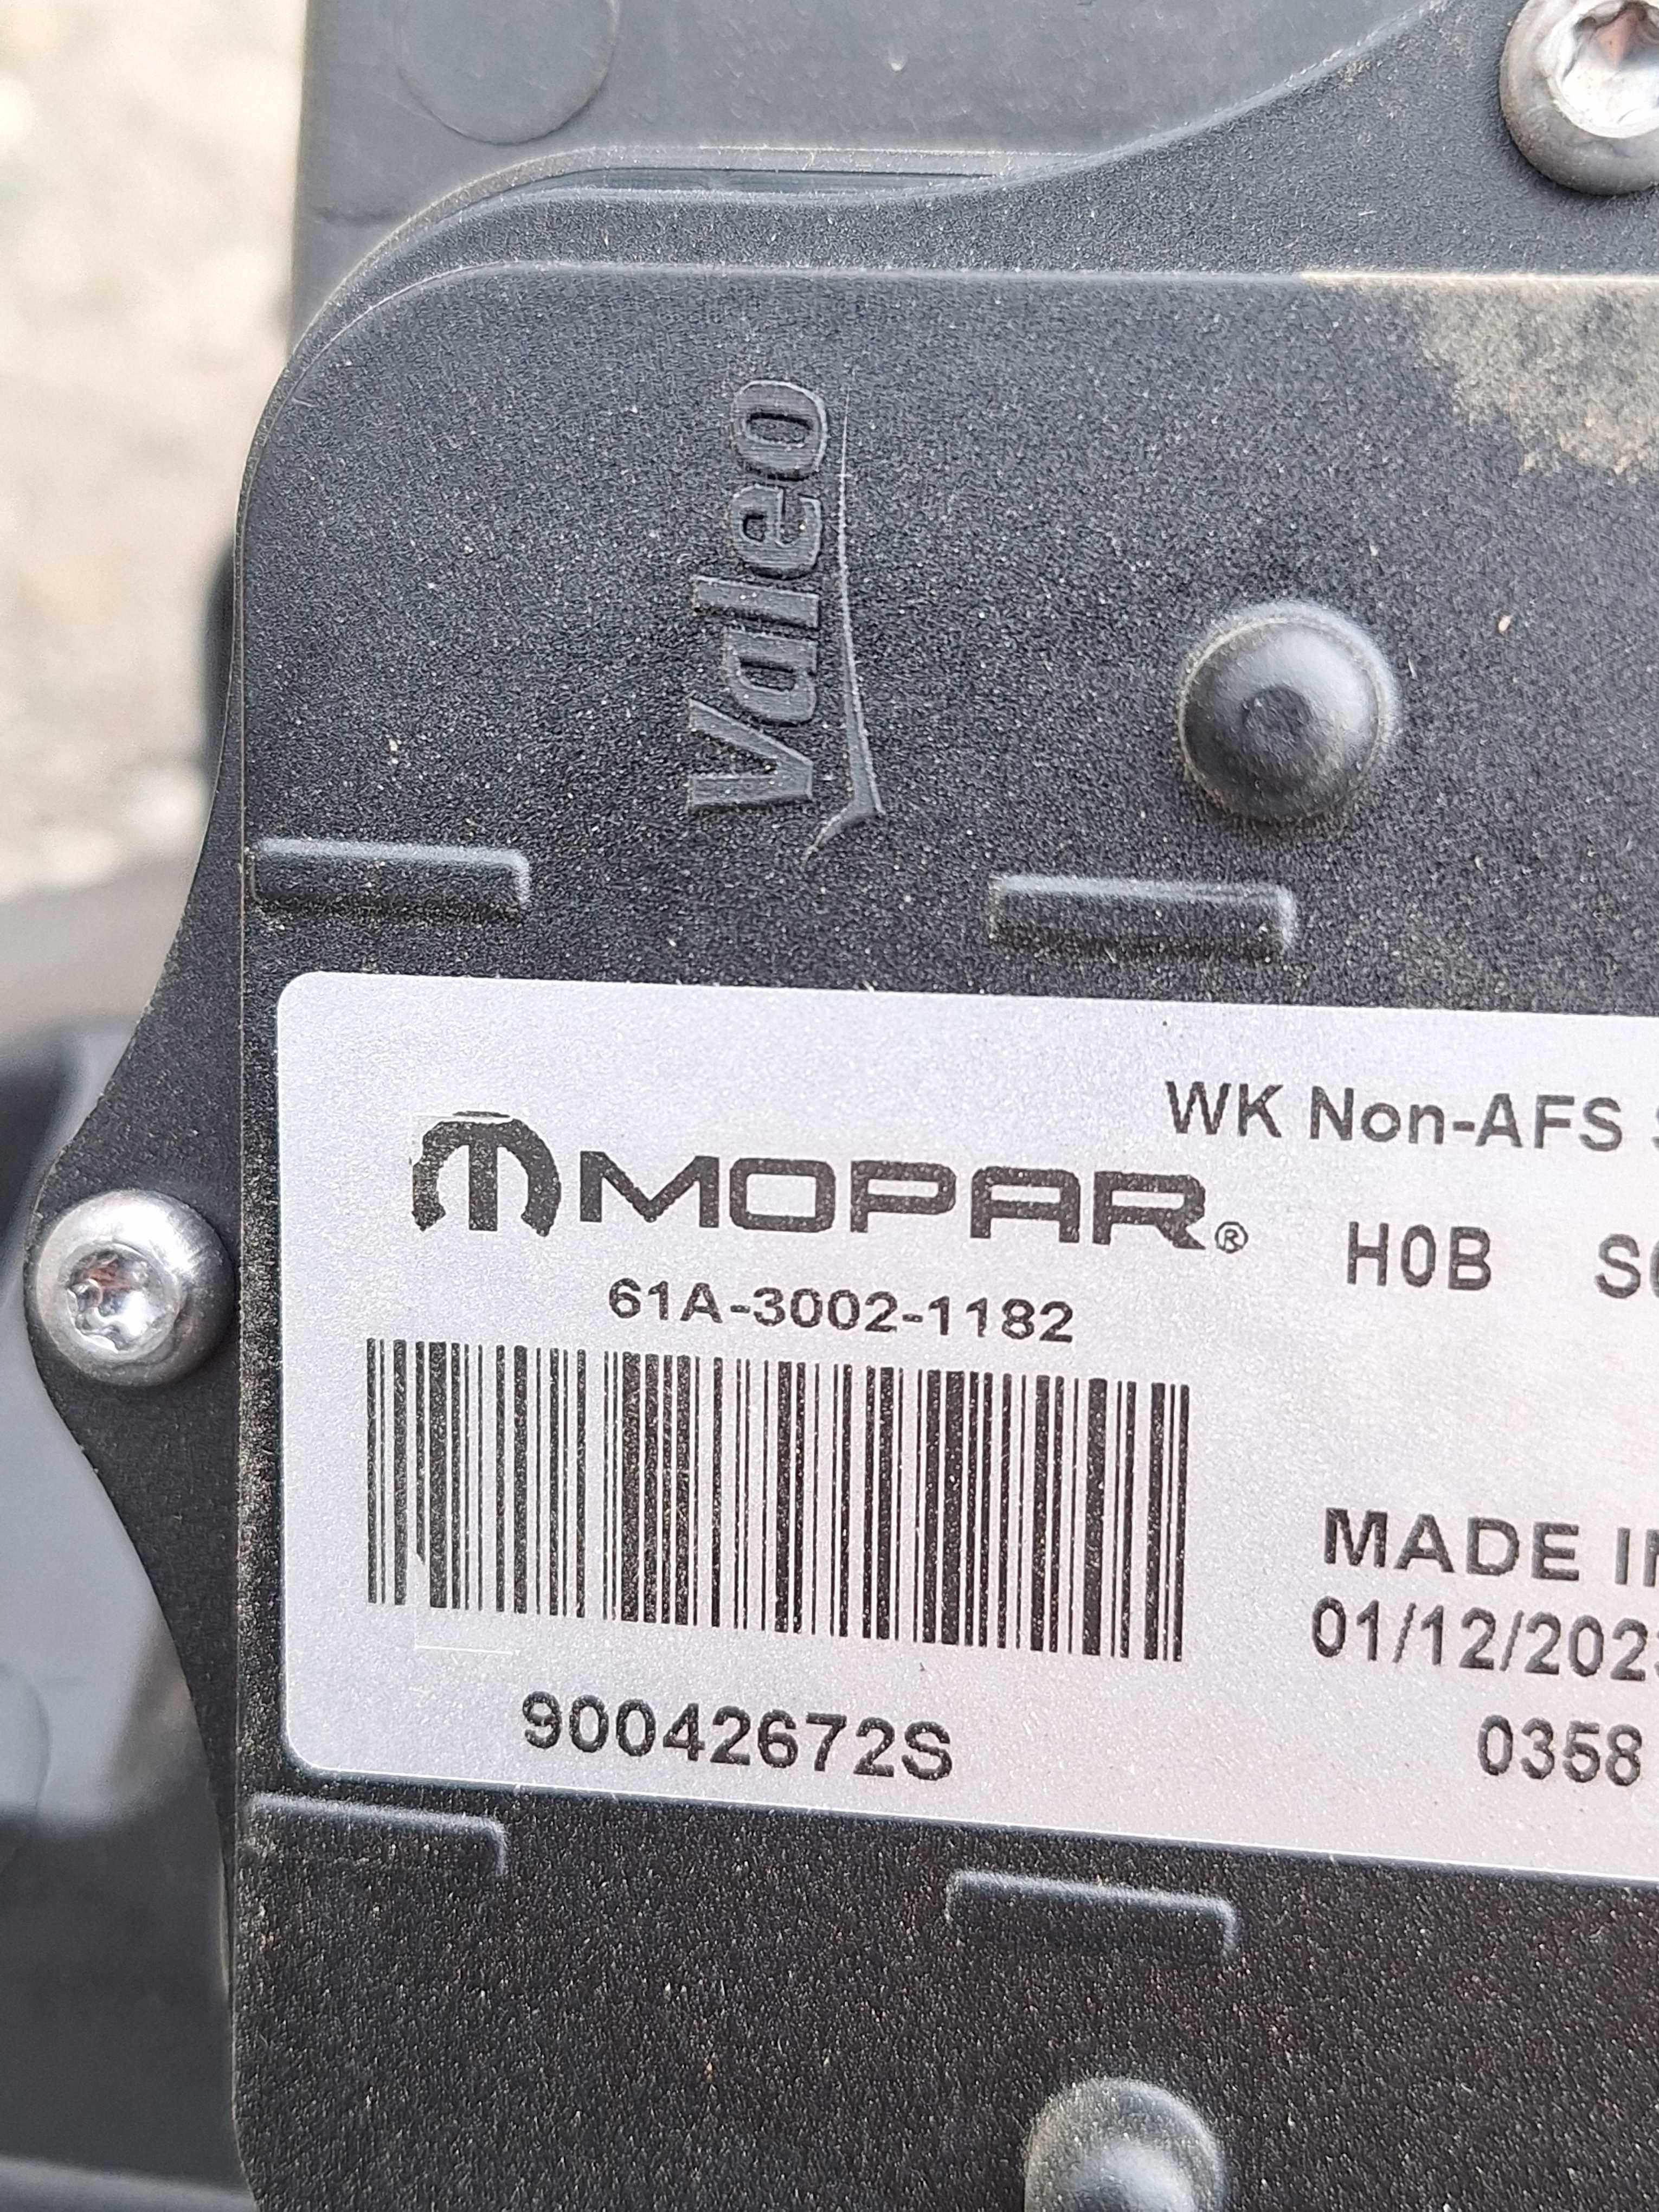 Valeo
WK Non-AFS
MOPAR®
H0B
61A-3002-1182
MADE IN
01/12/2023
90042672S
0358